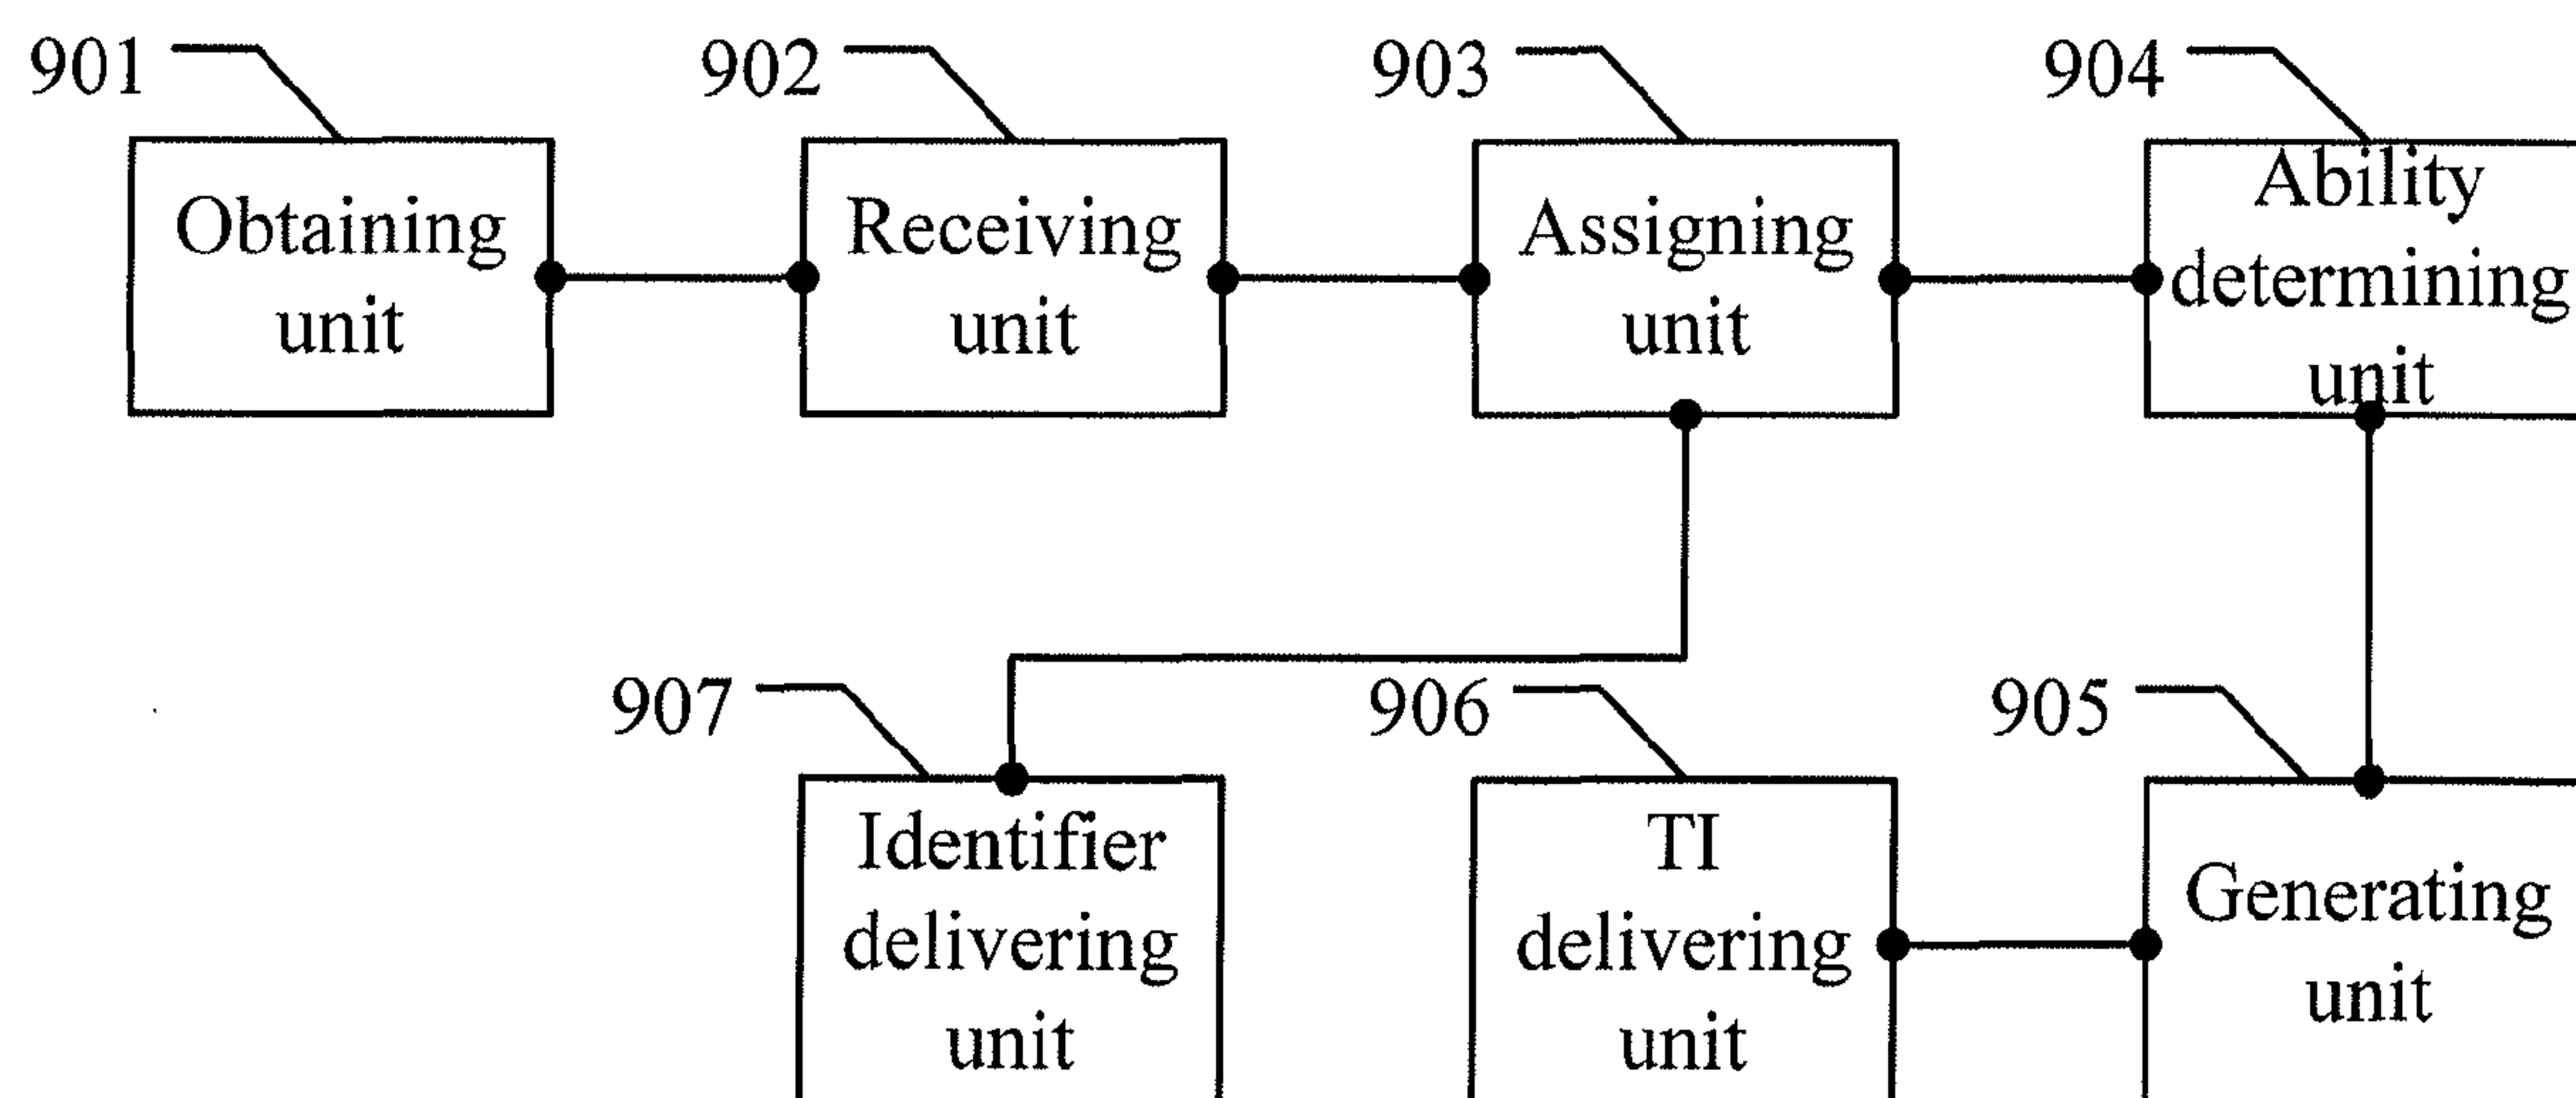 901
902
903
904
Obtaining
unit
Receiving
unit
Assigning
unit
Ability
determining
unit
907
906
905
Identifier
delivering
unit
TI
delivering
unit
Generating
unit